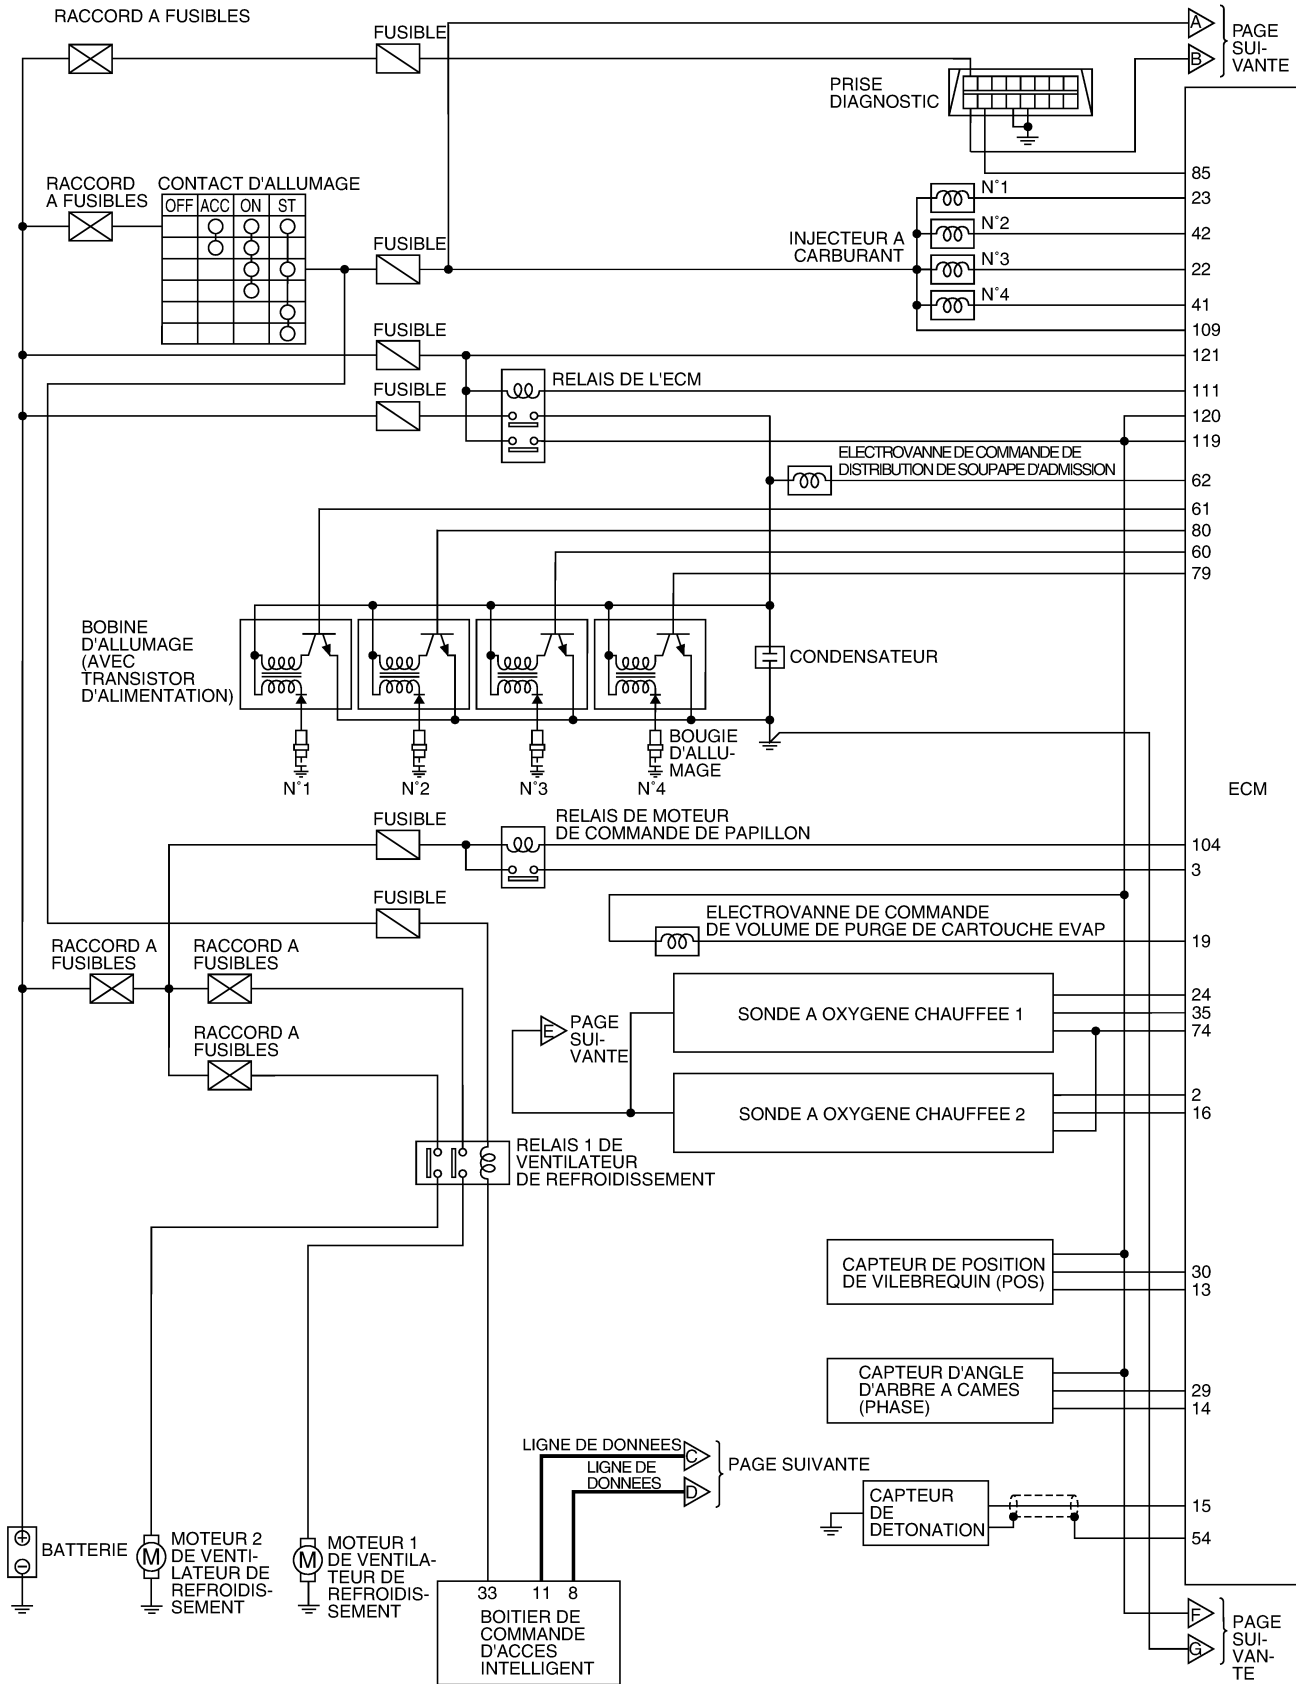 RACCORD A FUSIBLES
FUSIBLE
A
B
PAGE
SUI-
VANTE
PRISE
DIAGNOSTIC
85
RACCORD
A FUSIBLES
CONTACT D'ALLUMAGE
OFF ACC ON ST
FUSIBLE
INJECTEUR A
CARBURANT
N°1
23
N°2
42
N°3
22
N°4
41
109
FUSIBLE
121
RELAIS DE L'ECM
111
FUSIBLE
120
119
ELECTROVANNE DE COMMANDE DE
DISTRIBUTION DE SOUPAPE D'ADMISSION
62
61
80
60
79
BOBINE
D'ALLUMAGE
(AVEC
TRANSISTOR
D'ALIMENTATION)
CONDENSATEUR
BOUGIE
D'ALLU-
MAGE
N°1
N°2
N°3
N°4
ECM
FUSIBLE
RELAIS DE MOTEUR
DE COMMANDE DE PAPILLON
104
3
FUSIBLE
ELECTROVANNE DE COMMANDE
DE VOLUME DE PURGE DE CARTOUCHE EVAP
19
RACCORD A
FUSIBLES
RACCORD A
FUSIBLES
RACCORD A
FUSIBLES
E
PAGE
SUI-
VANTE
SONDE A OXYGENE CHAUFFEE 1
24
35
74
SONDE A OXYGENE CHAUFFEE 2
2
16
RELAIS 1 DE
VENTILATEUR
DE REFROIDISSEMENT
CAPTEUR DE POSITION
DE VILEBREQUIN (POS)
30
13
CAPTEUR D'ANGLE
D'ARBRE A CAMES
(PHASE)
29
14
LIGNE DE DONNEES
C
LIGNE DE
DONNEES
D
PAGE SUIVANTE
CAPTEUR
DE
DETONATION
15
54
BATTERIE
M
MOTEUR 2
DE VENTI-
LATEUR DE
REFROIDIS-
SEMENT
M
MOTEUR 1
DE VENTILA-
TEUR DE
REFROIDIS-
SEMENT
33 11 8
BOITIER DE
COMMANDE
D'ACCES
INTELLIGENT
F
G
PAGE
SUI-
VAN-
TE